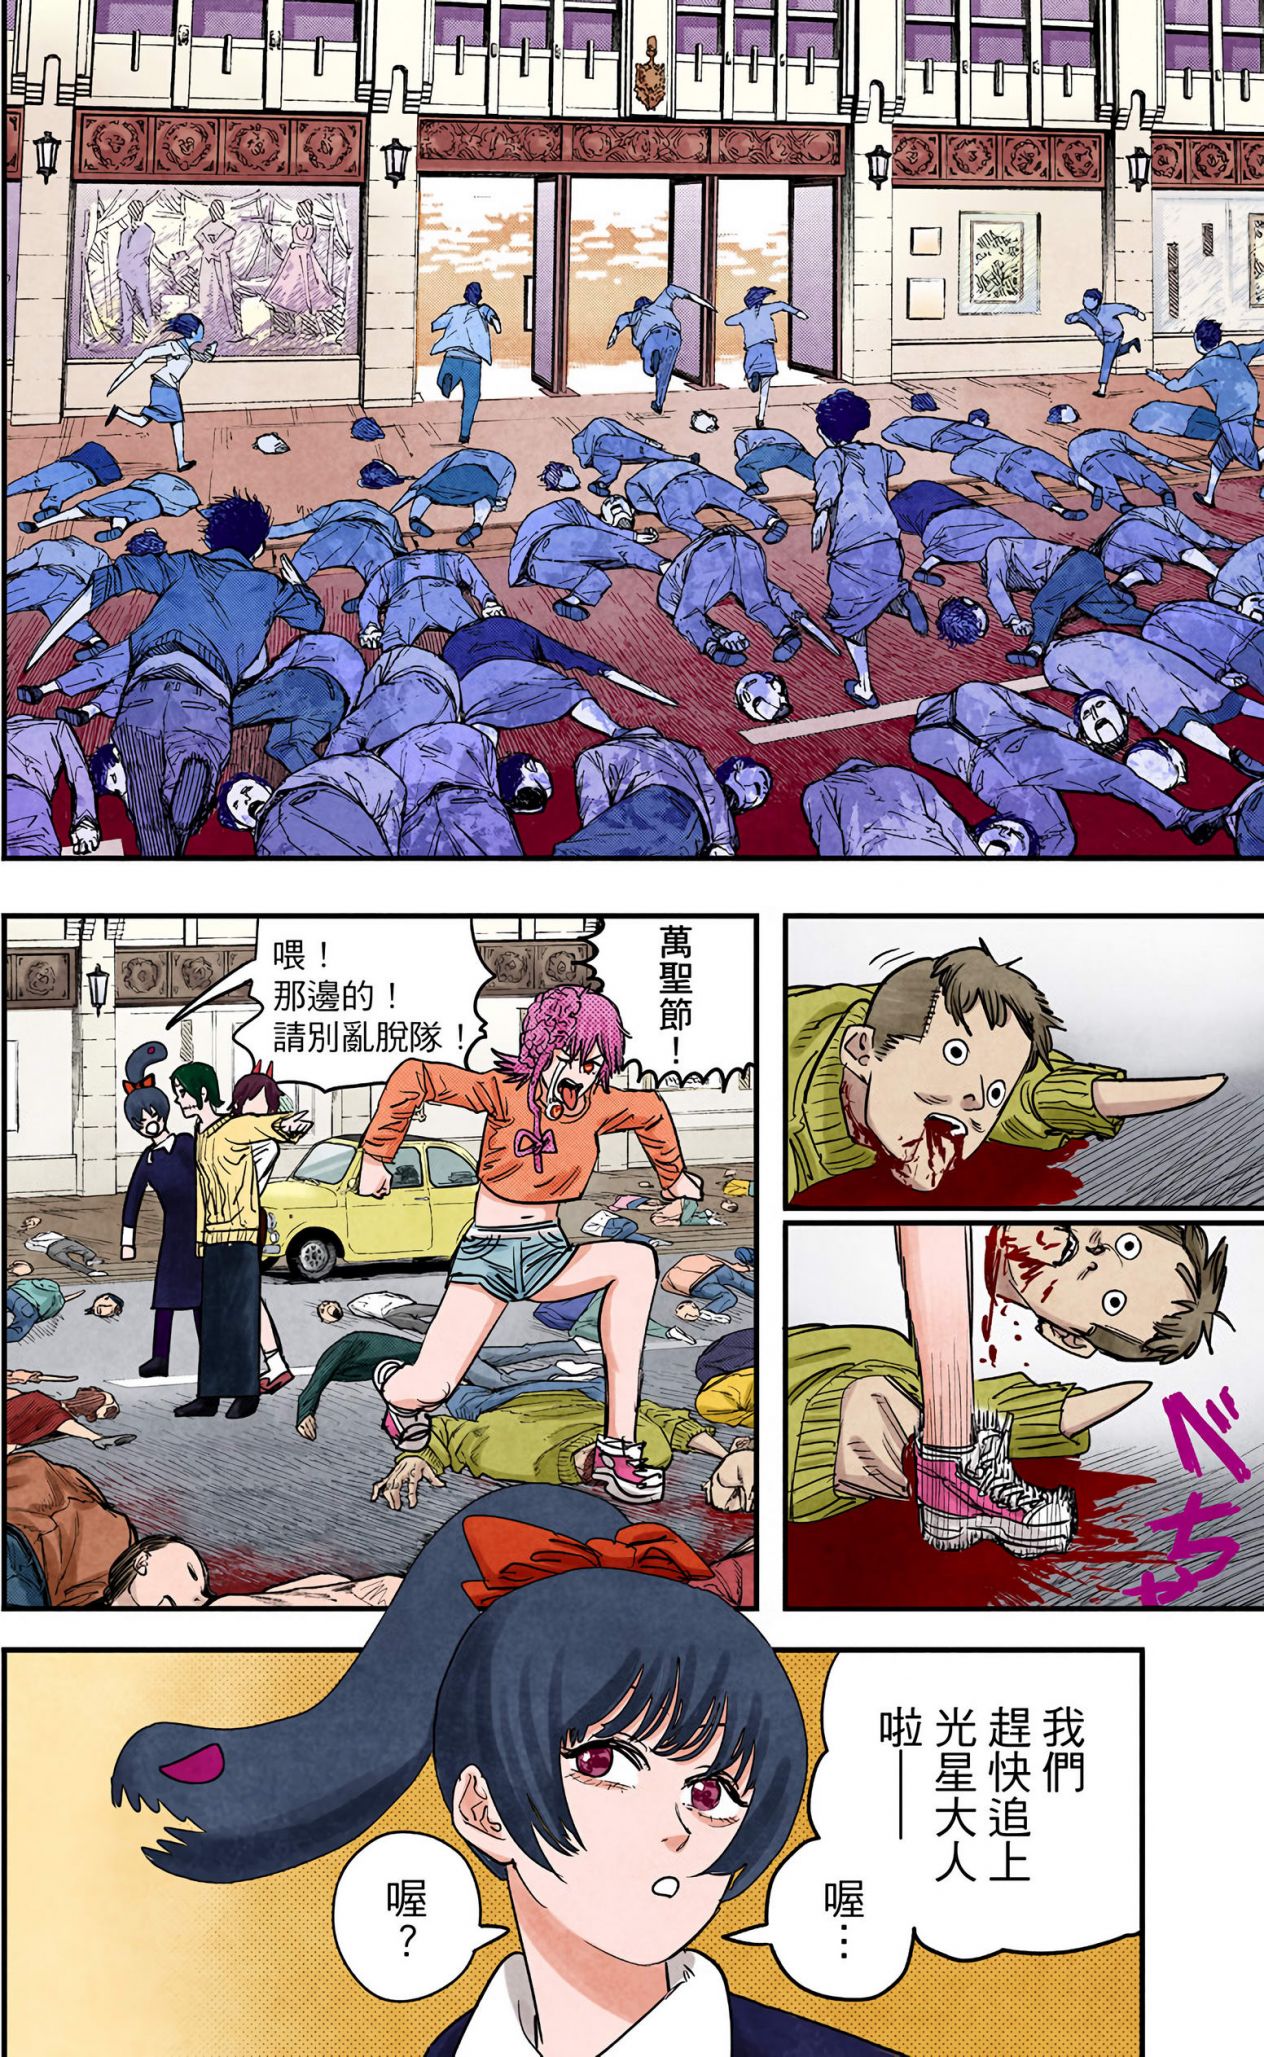 べちゃ
萬聖節！
喂！
那邊的！
請別亂脫隊！
我們
趕快追上
光星大人
啦——
喔…
喔？